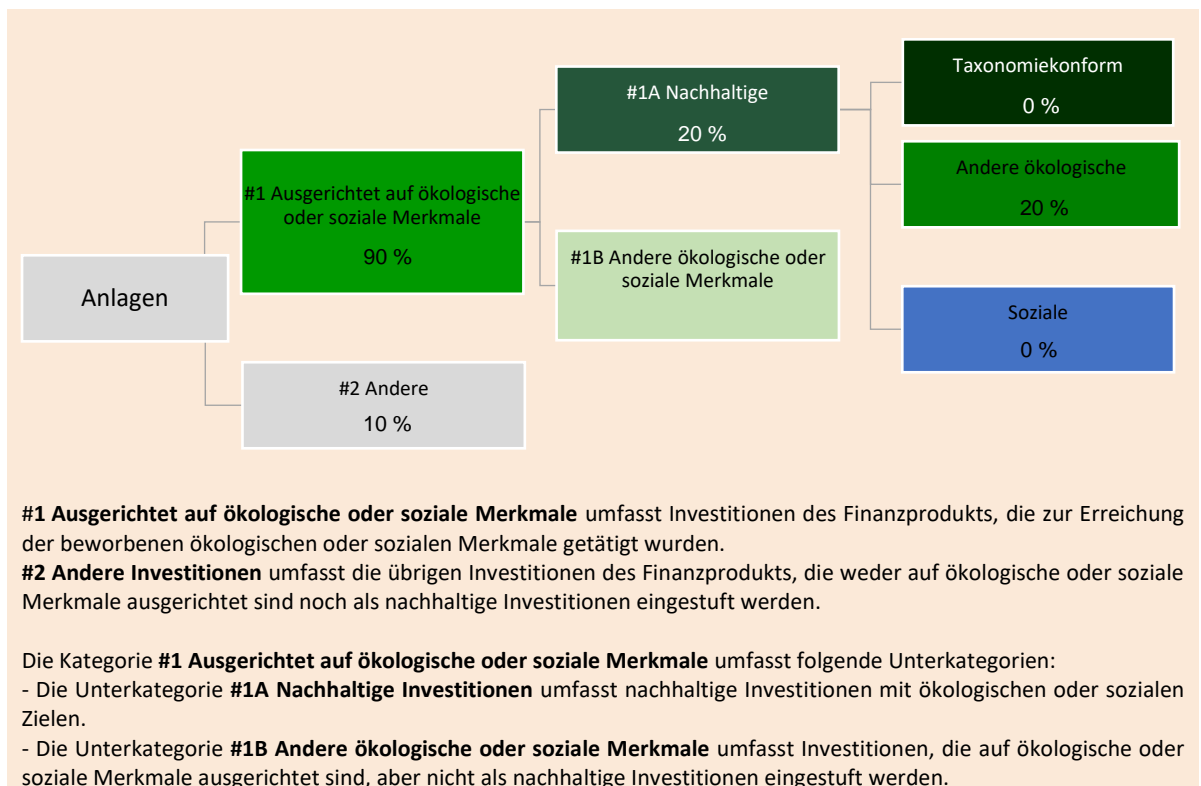 Taxonomiekonform
0 %
#1A Nachhaltige
20 %
Andere ökologische
20 %
#1 Ausgerichtet auf ökologische
oder soziale Merkmale
90 %
#1B Andere ökologische oder
soziale Merkmale
Anlagen
Soziale
0 %
#2 Andere
10 %
#1 Ausgerichtet auf ökologische oder soziale Merkmale umfasst Investitionen des Finanzprodukts, die zur Erreichung
der beworbenen ökologischen oder sozialen Merkmale getätigt wurden.
#2 Andere Investitionen umfasst die übrigen Investitionen des Finanzprodukts, die weder auf ökologische oder soziale
Merkmale ausgerichtet sind noch als nachhaltige Investitionen eingestuft werden.
Die Kategorie #1 Ausgerichtet auf ökologische oder soziale Merkmale umfasst folgende Unterkategorien:
- Die Unterkategorie #1A Nachhaltige Investitionen umfasst nachhaltige Investitionen mit ökologischen oder sozialen
Zielen.
- Die Unterkategorie #1B Andere ökologische oder soziale Merkmale umfasst Investitionen, die auf ökologische oder
soziale Merkmale ausgerichtet sind, aber nicht als nachhaltige Investitionen eingestuft werden.